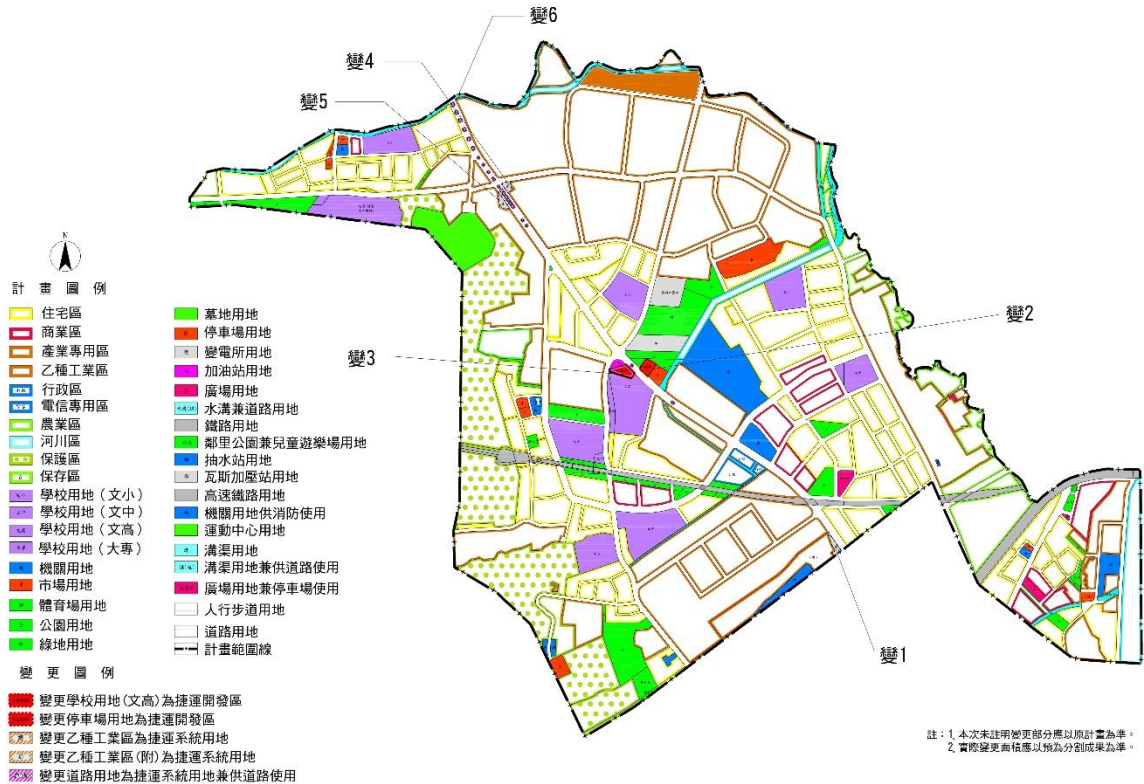 變6
變4
變5
變2
變3
變1
N
計畫圖例
住宅區
商業區
產業專用區
乙種工業區
行政區
電信專用區
農業區
河川區
保護區
保存區
學校用地(文小)
學校用地(文中)
學校用地(文高)
學校用地(大專)
機關用地
市場用地
體育場用地
公園用地
綠地用地
墓地用地
停車場用地
變電所用地
加油站用地
廣場用地
水溝兼道路用地
鐵路用地
鄰里公園兼兒童遊樂場用地
抽水站用地
瓦斯加壓站用地
高速鐵路用地
機關用地供消防使用
運動中心用地
溝渠用地
溝渠用地兼供道路使用
廣場用地兼停車場使用
人行步道用地
道路用地
計畫範圍線
變更圖例
變更學校用地(文高)為捷運開發區
變更停車場用地為捷運開發區
變更乙種工業區為捷運系統用地
變更乙種工業區(附)為捷運系統用地
變更道路用地為捷運系統用地兼供道路使用
註:1. 本次未註明變更部分應以原計畫為準。
2. 實際變更面積應以預為分割成果為準。